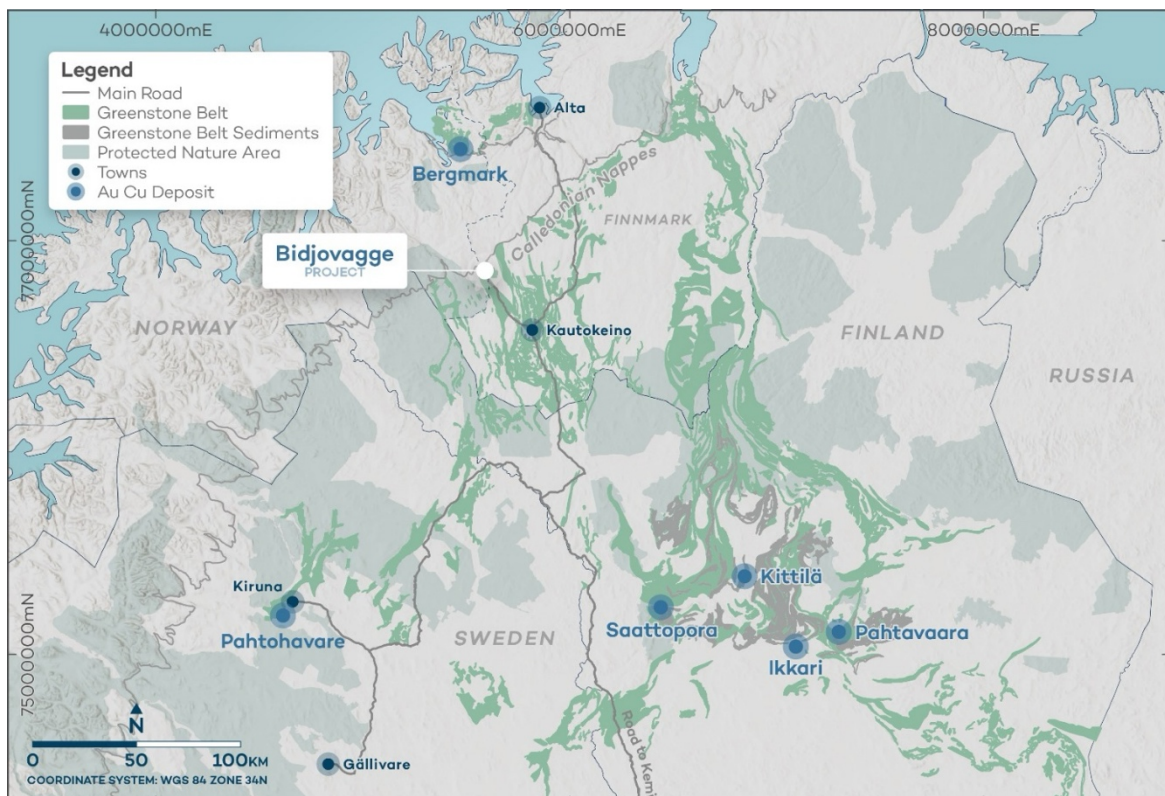 4000000mE
6000000mE
8000000mE
Legend
Main Road
Greenstone Belt
Greenstone Belt Sediments
Protected Nature Area
Towns
Au Cu Deposit
Alta
Bergmark
Calledonian Nappes
FINNMARK
Bidjovagge
PROJECT
7700000mN
NORWAY
Kautokeino
FINLAND
RUSSIA
Kiruna
Pahtohavare
Kittilä
Saattopora
Pahtavaara
Ikkari
SWEDEN
7500000mN
Road to Kemi
N
0 50 100KM
COORDINATE SYSTEM: WGS 84 ZONE 34N
Gällivare